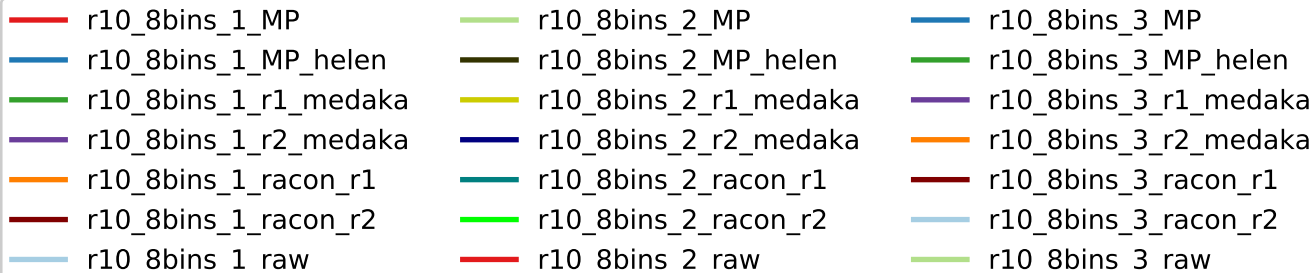 r10_8bins_1_MP
r10_8bins_1_MP_helen
r10_8bins_1_r1_medaka
r10_8bins_1_r2_medaka
r10_8bins_1_racon_r1
r10_8bins_1_racon_r2
r10_8bins_1_raw
r10_8bins_2_MP
r10_8bins_2_MP_helen
r10_8bins_2_r1_medaka
r10_8bins_2_r2_medaka
r10_8bins_2_racon_r1
r10_8bins_2_racon_r2
r10_8bins_2_raw
r10_8bins_3_MP
r10_8bins_3_MP_helen
r10_8bins_3_r1_medaka
r10_8bins_3_r2_medaka
r10_8bins_3_racon_r1
r10_8bins_3_racon_r2
r10_8bins_3_raw